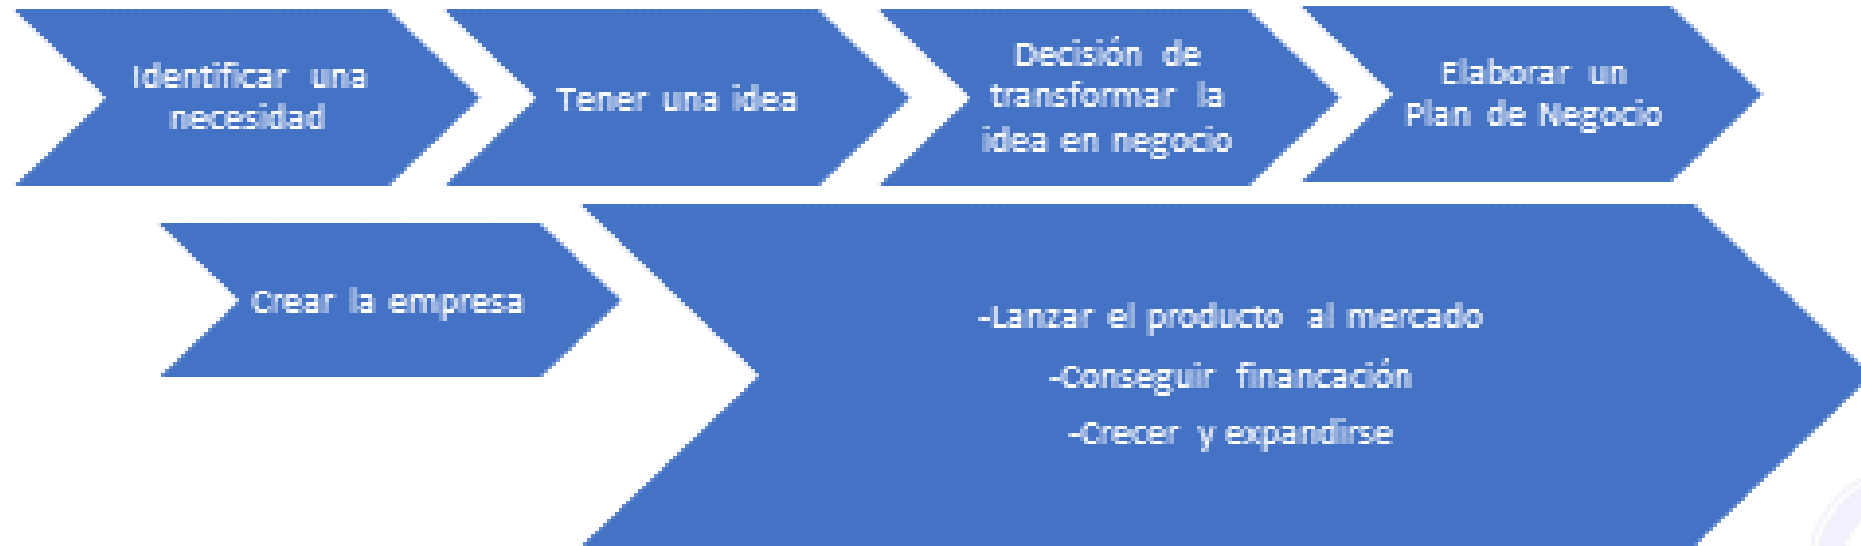 Identificar una
necesidad
Tener una idea
Decisión de
transformar la
idea en negocio
Elaborar un
Plan de Negocio
Crear la empresa
-Lanzar el producto al mercado
-Conseguir financación
-Crecer y expandirse